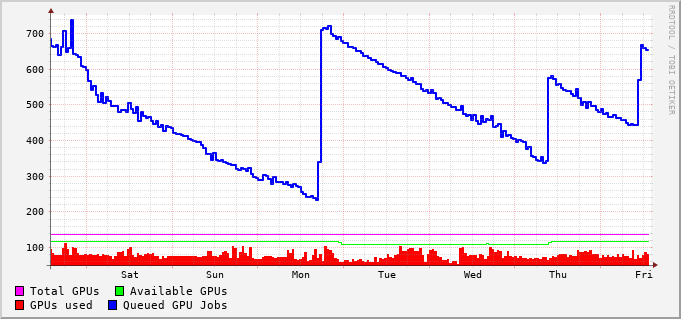 700
600
500
400
300
200
100
Sat Sun Mon Tue Wed Thu Fri
Total GPUs Available GPUs
GPUs used Queued GPU Jobs
RRDTOOL / TOBI OETIKER